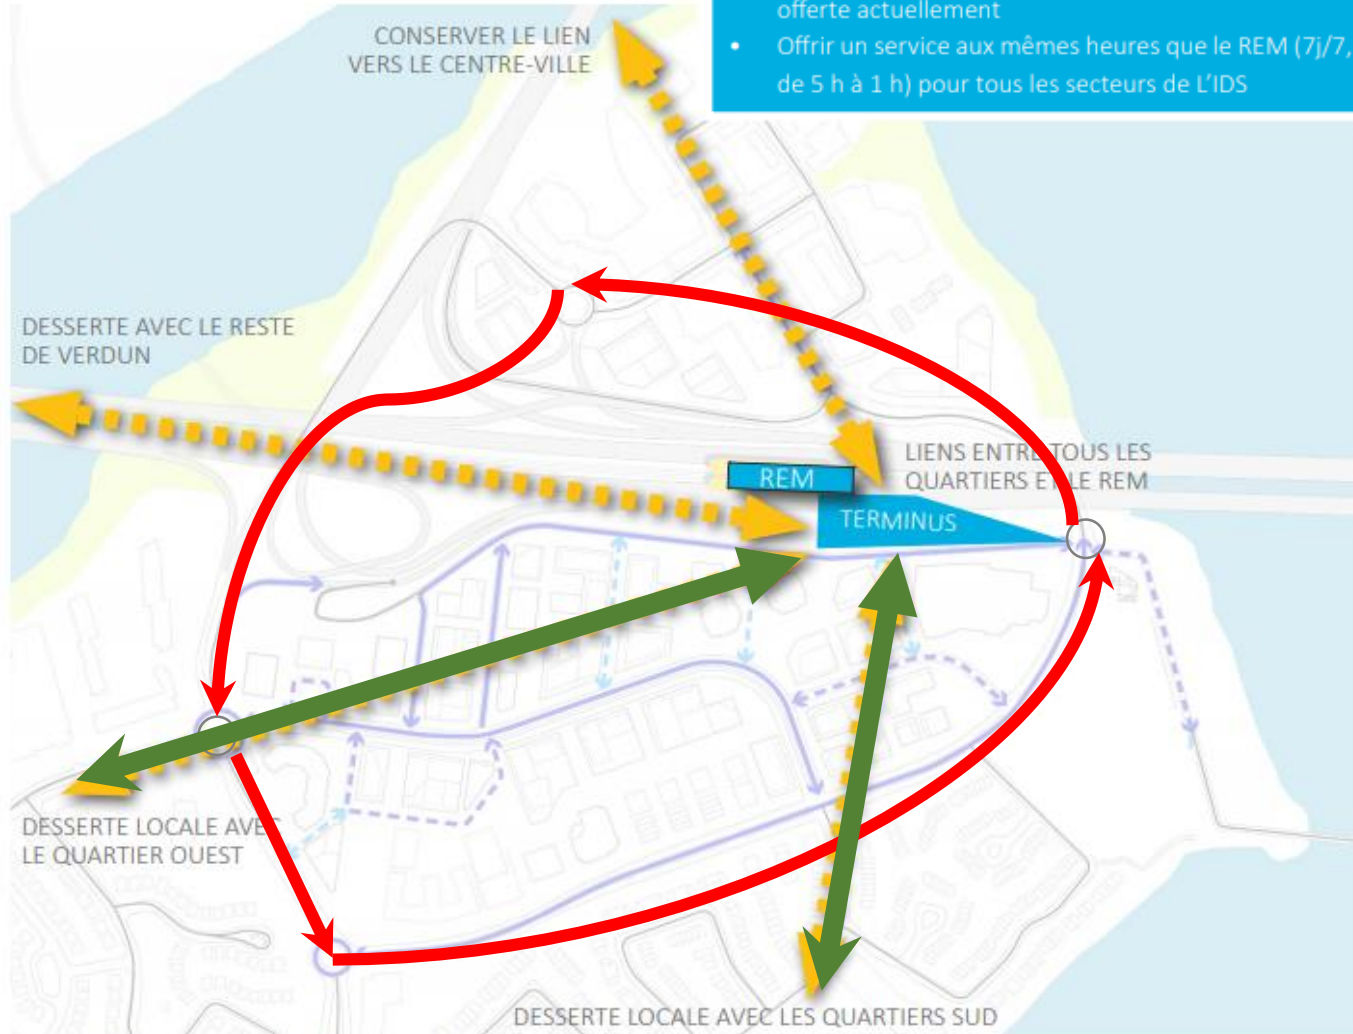 offerte actuellement
• Offrir un service aux mêmes heures que le REM (7j/7,
de 5 h à 1 h) pour tous les secteurs de L'IDS
CONSERVER LE LIEN
VERS LE CENTRE-VILLE
DESSERTE AVEC LE RESTE
DE VERDUN
LIENS ENTRE TOUS LES
QUARTIERS ET LE REM
REM
TERMINUS
DESSERTE LOCALE AVEC
LE QUARTIER OUEST
DESSERTE LOCALE AVEC LES QUARTIERS SUD